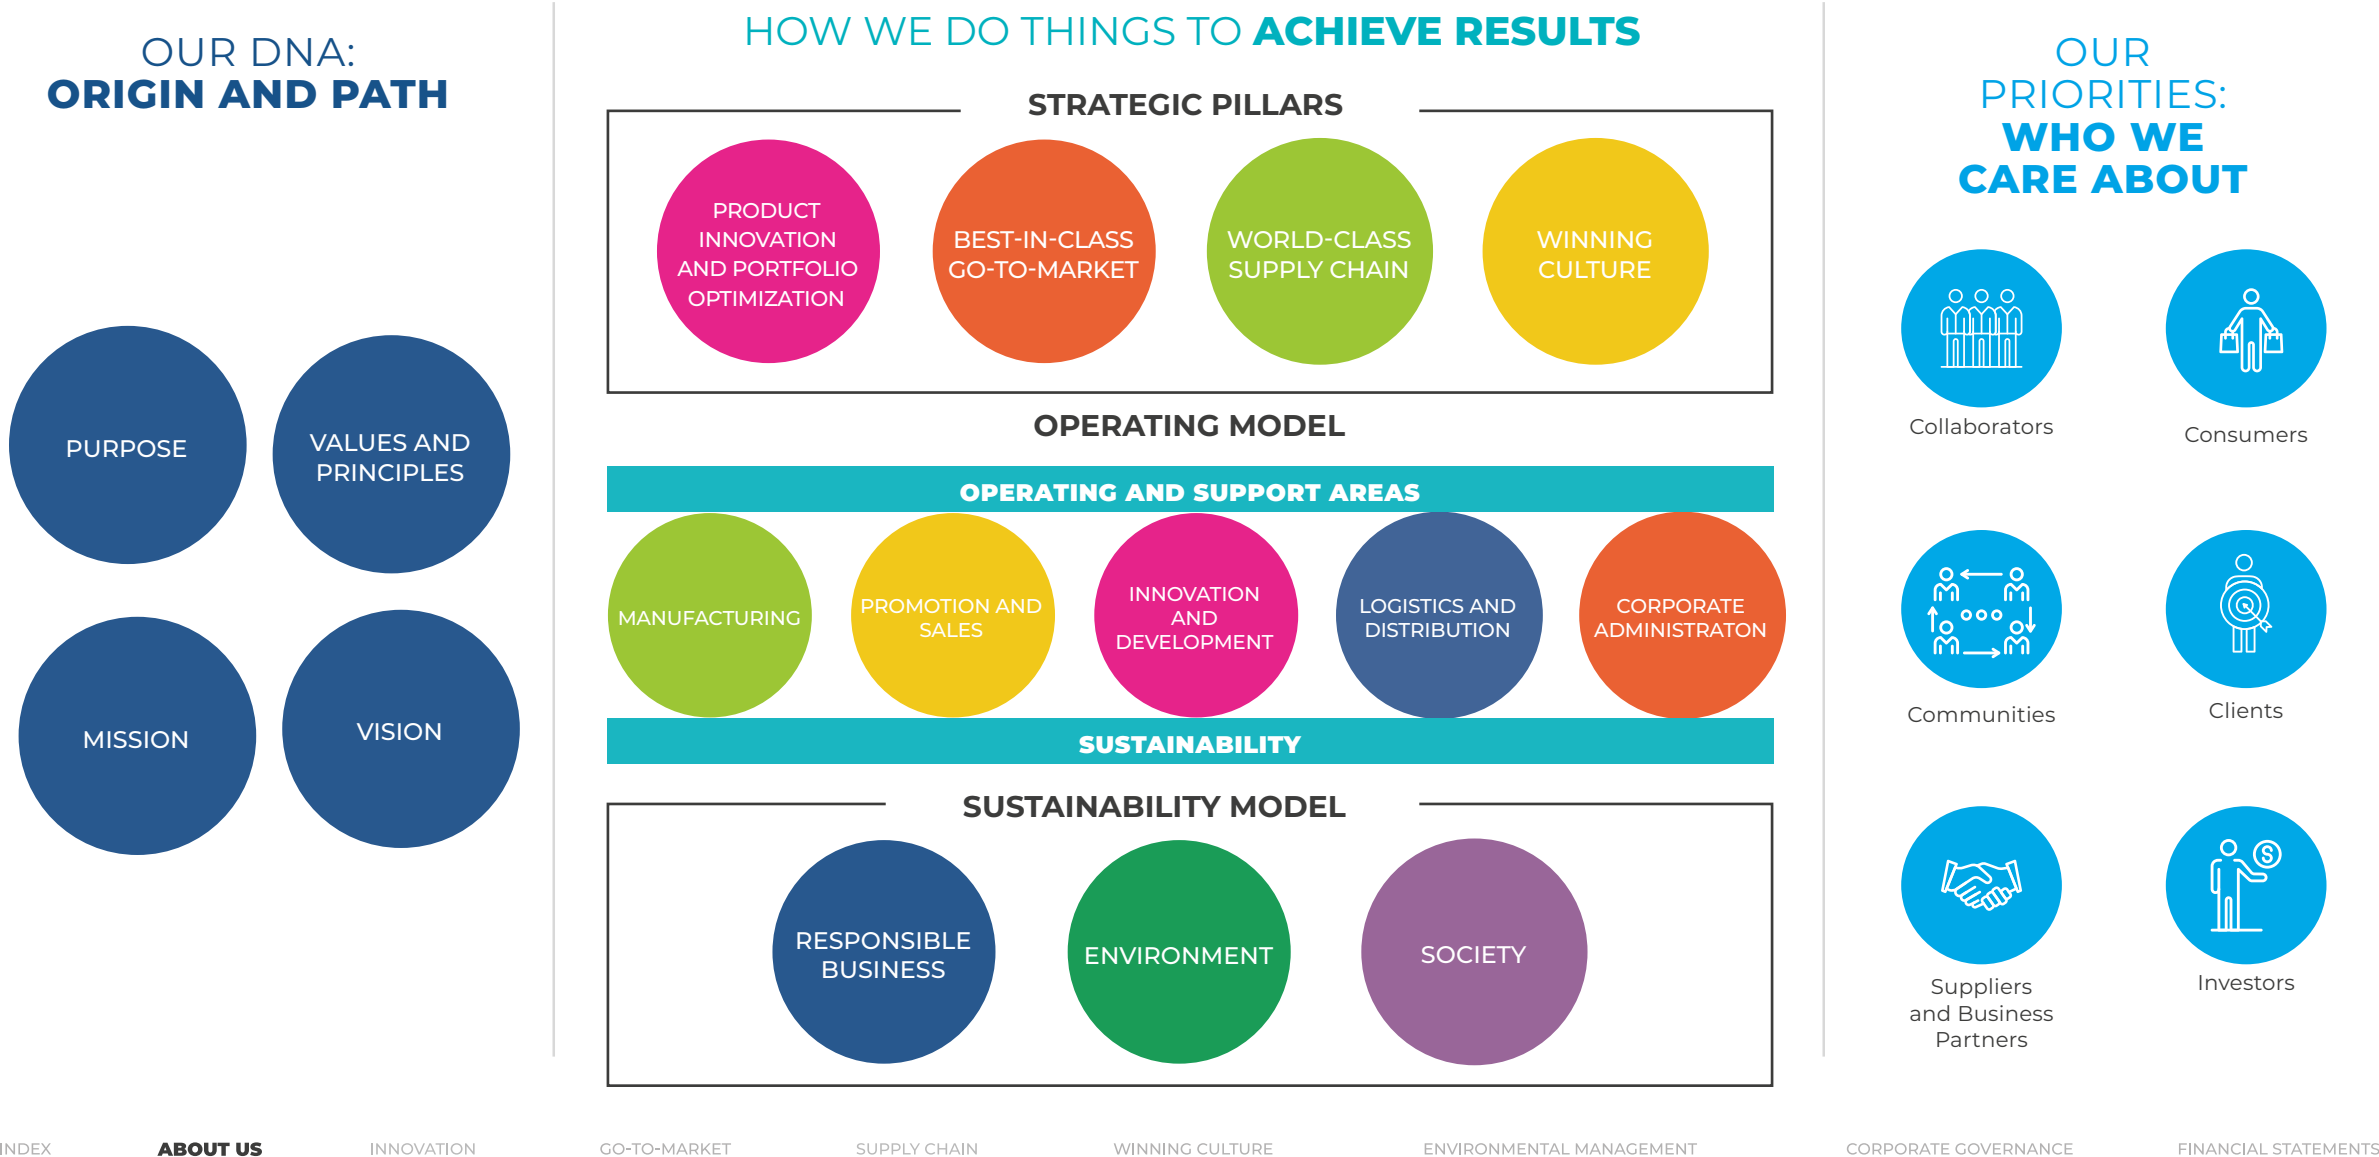 OUR DNA:
ORIGIN AND PATH
PURPOSE
VALUES AND
PRINCIPLES
MISSION
VISION
HOW WE DO THINGS TO ACHIEVE RESULTS
STRATEGIC PILLARS
PRODUCT
INNOVATION
AND PORTFOLIO
OPTIMIZATION
BEST-IN-CLASS
GO-TO-MARKET
WORLD-CLASS
SUPPLY CHAIN
WINNING
CULTURE
OPERATING MODEL
OPERATING AND SUPPORT AREAS
MANUFACTURING
PROMOTION AND
SALES
INNOVATION
AND
DEVELOPMENT
LOGISTICS AND
DISTRIBUTION
CORPORATE
ADMINISTRATON
SUSTAINABILITY
SUSTAINABILITY MODEL
RESPONSIBLE
BUSINESS
ENVIRONMENT
SOCIETY
OUR
PRIORITIES:
WHO WE
CARE ABOUT
Collaborators
Consumers
Communities
Clients
Suppliers
and Business
Partners
S
Investors
INDEX
ABOUT US
INNOVATION
GO-TO-MARKET
SUPPLY CHAIN
WINNING CULTURE
ENVIRONMENTAL MANAGEMENT
CORPORATE GOVERNANCE
FINANCIAL STATEMENTS